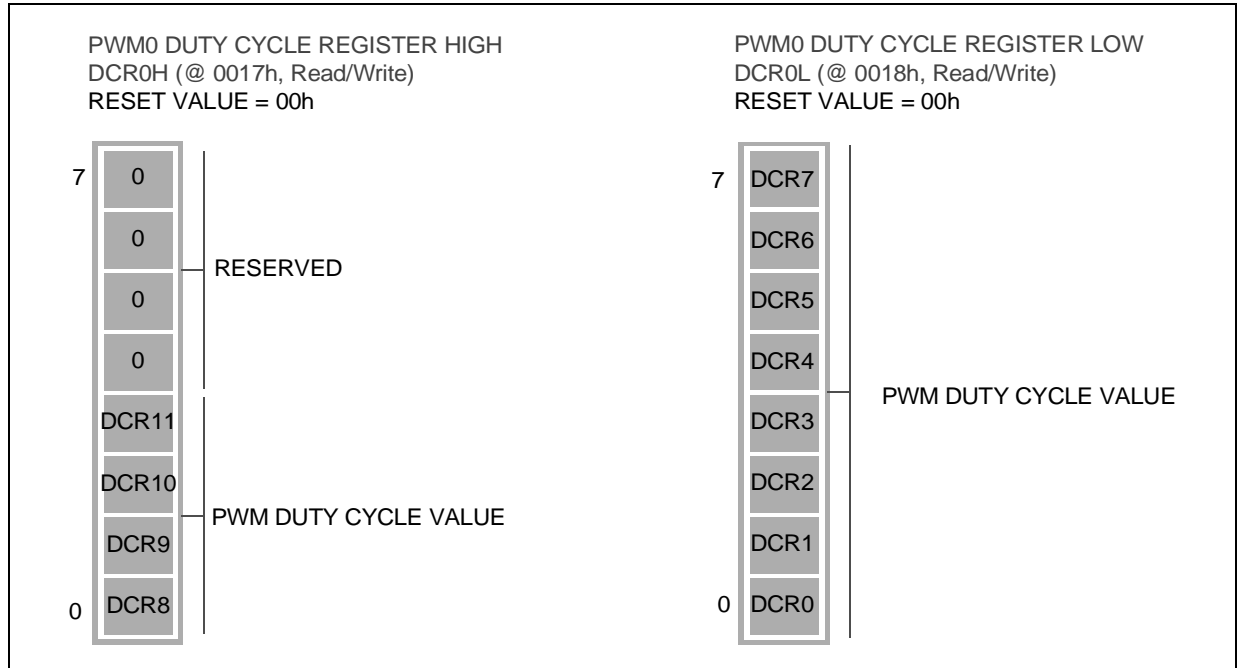 PWM0 DUTY CYCLE REGISTER HIGH
DCR0H (@ 0017h, Read/Write)
RESET VALUE = 00h
7
0
0
0
0
DCR11
DCR10
DCR9
0
DCR8
RESERVED
PWM DUTY CYCLE VALUE
PWM0 DUTY CYCLE REGISTER LOW
DCR0L (@ 0018h, Read/Write)
RESET VALUE = 00h
7
DCR7
DCR6
DCR5
DCR4
DCR3
DCR2
DCR1
0
DCR0
PWM DUTY CYCLE VALUE